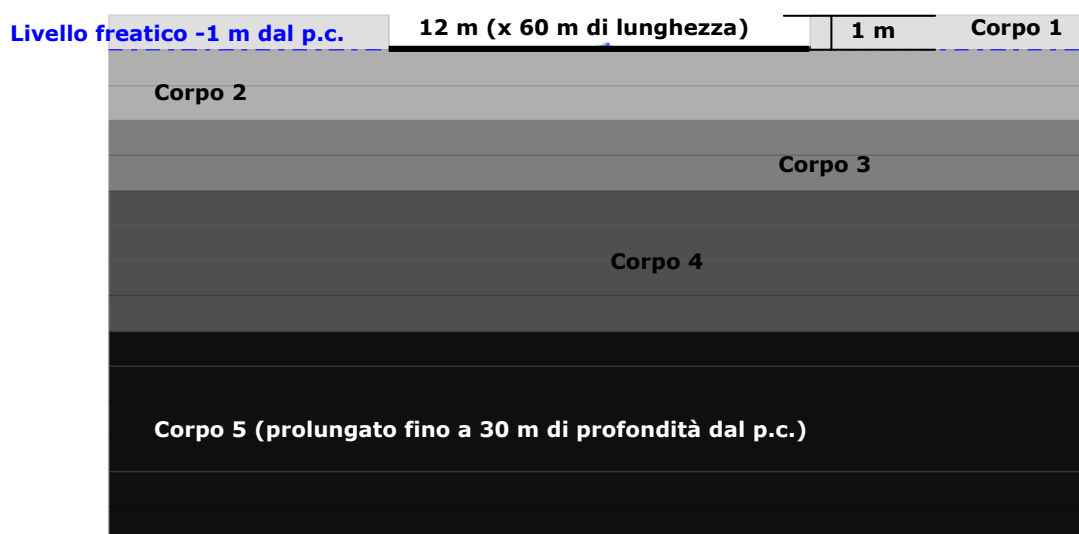 Livello freatico -1 m dal p.c.
12 m (x 60 m di lunghezza)
1 m
Corpo 1
Corpo 2
Corpo 3
Corpo 4
Corpo 5 (prolungato fino a 30 m di profondità dal p.c.)